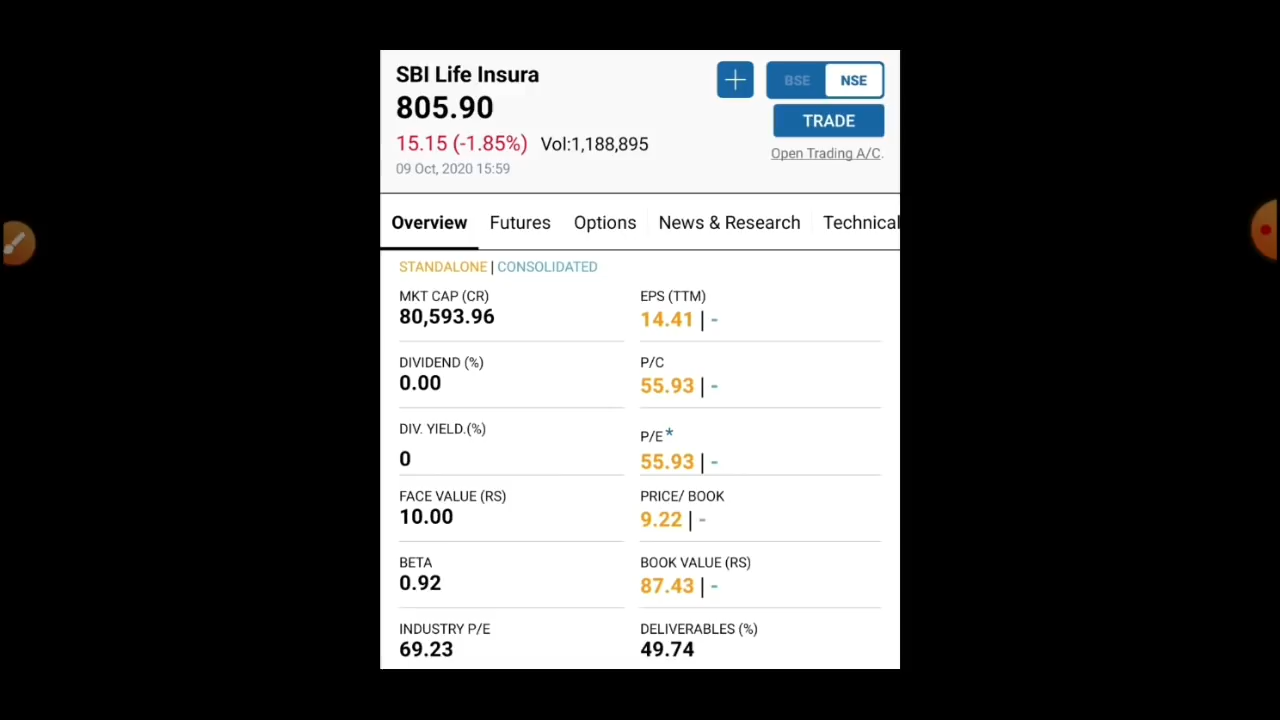 SBI Life Insura
BSE NSE
805.90
TRADE
15.15 (-1.85%) Vol:1,188,895
Open Trading A/C.
09 Oct, 2020 15:59
Overview Futures Options News & Research Technical
STANDALONE | CONSOLIDATED
MKT CAP (CR) EPS (TTM)
80,593.96 14.41 | -
DIVIDEND (%) P/C
0.00 55.93 | -
DIV. YIELD.(%) P/E*
0 55.93 | -
FACE VALUE (RS) PRICE/ BOOK
10.00 9.22 | -
BETA BOOK VALUE (RS)
0.92 87.43 | -
INDUSTRY P/E DELIVERABLES (%)
69.23 49.74